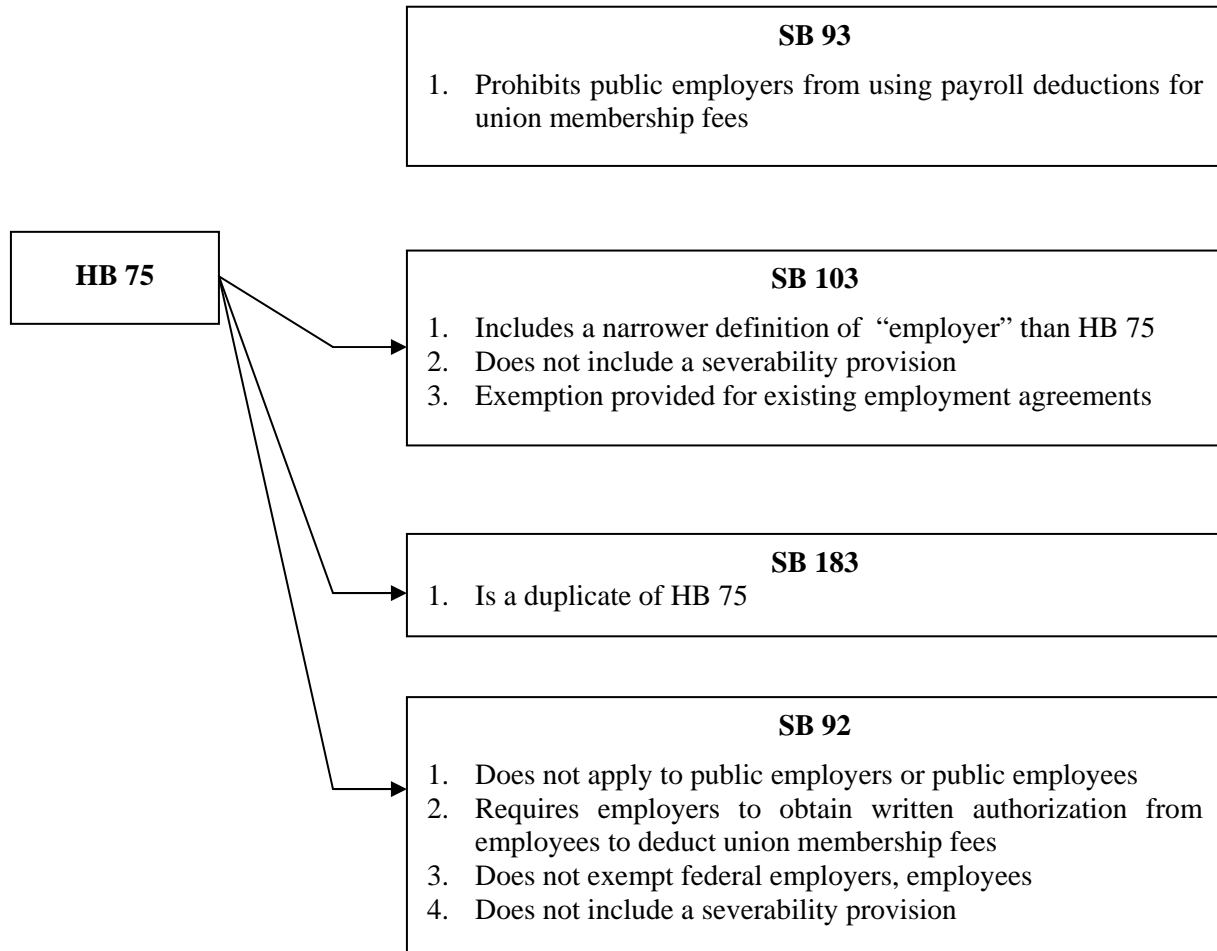 SB 93
1. Prohibits public employers from using payroll deductions for
union membership fees
HB 75
SB 103
1. Includes a narrower definition of “employer” than HB 75
2. Does not include a severability provision
3. Exemption provided for existing employment agreements
SB 183
1. Is a duplicate of HB 75
SB 92
1. Does not apply to public employers or public employees
2. Requires employers to obtain written authorization from
employees to deduct union membership fees
3. Does not exempt federal employers, employees
4. Does not include a severability provision